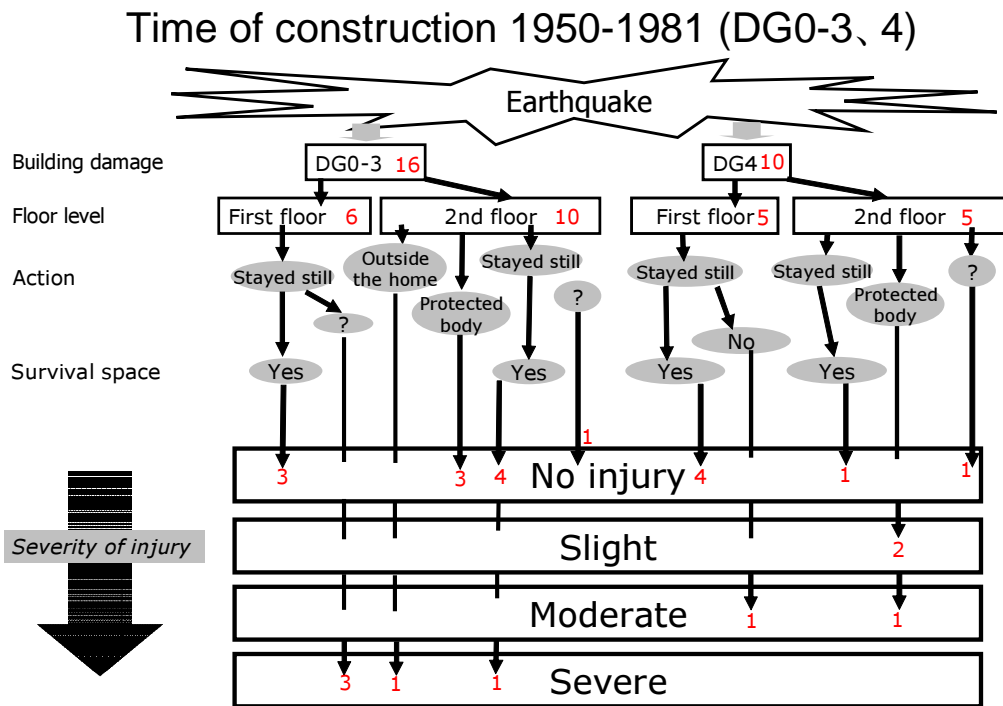 Time of construction 1950-1981 (DG0-3、4)
Earthquake
Building damage
DG0-3 16
DG4 10
Floor level
First floor 6
2nd floor 10
First floor 5
2nd floor 5
Action
Stayed still
?
Outside
the home
Protected
body
Stayed still
?
Stayed still
No
Stayed still
Protected
body
?
Survival space
Yes
Yes
Yes
Yes
1
3
3
4
No injury
4
1
1
Severity of injury
Slight
2
Moderate
1
1
3
1
1
Severe